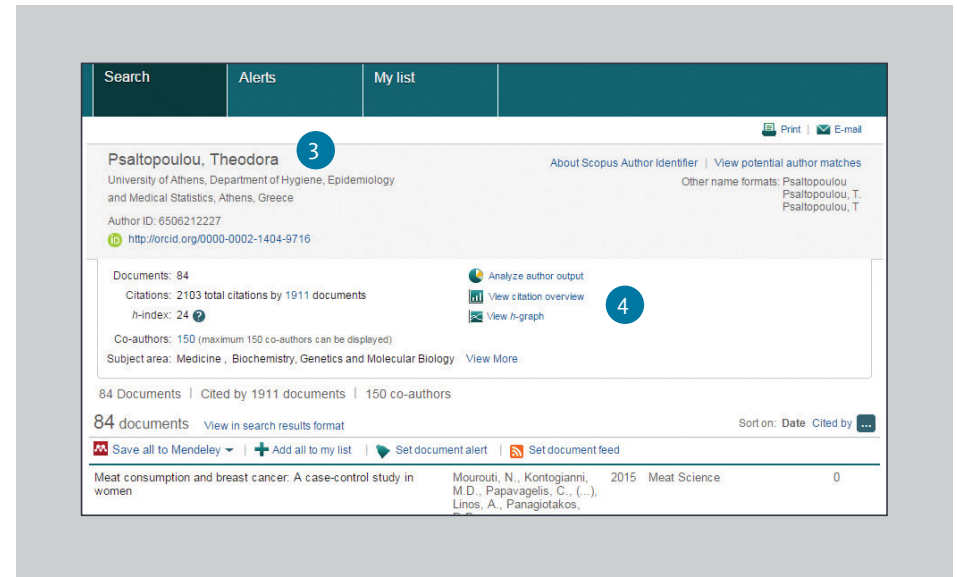 Search Alerts My list
Print | E-mail
Psaltopoulou, Theodora 3
About Scopus Author Identifier | View potential author matches
University of Athens, Department of Hygiene, Epidemiology
and Medical Statistics, Athens, Greece
Other name formats: Psaltopoulou
Psaltopoulou, T.
Psaltopoulou, T
Author ID: 6506212227
iD http://orcid.org/0000-0002-1404-9716
Documents: 84
Citations: 2103 total citations by 1911 documents
h-index: 24 ?
Co-authors: 150 (maximum 150 co-authors can be displayed)
Subject area: Medicine , Biochemistry, Genetics and Molecular Biology View More
Analyze author output
View citation overview
View h-graph
4
84 Documents | Cited by 1911 documents | 150 co-authors
84 documents View in search results format
Sort on: Date Cited by ...
Save all to Mendeley | Add all to my list | Set document alert | Set document feed
Meat consumption and breast cancer: A case-control study in
women
Mourouti, N., Kontogianni,
M.D., Papavagelis, C., (...),
Linos, A., Panagiotakos,
2015 Meat Science 0